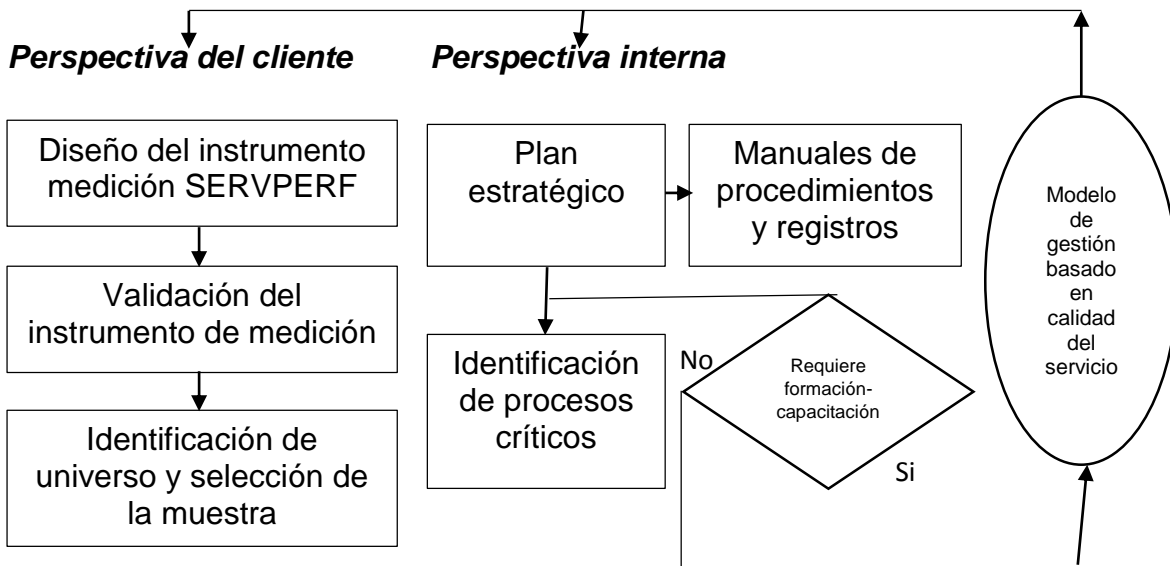 Perspectiva del cliente
Perspectiva interna
Diseño del instrumento
medición SERVPERF
Validación del
instrumento de medición
Identificación de
universo y selección de
la muestra
Plan
estratégico
Manuales de
procedimientos
y registros
Identificación
de procesos
críticos
No
Requiere
formación-
capacitación
Si
Modelo
de
gestión
basado
en
calidad
del
servicio